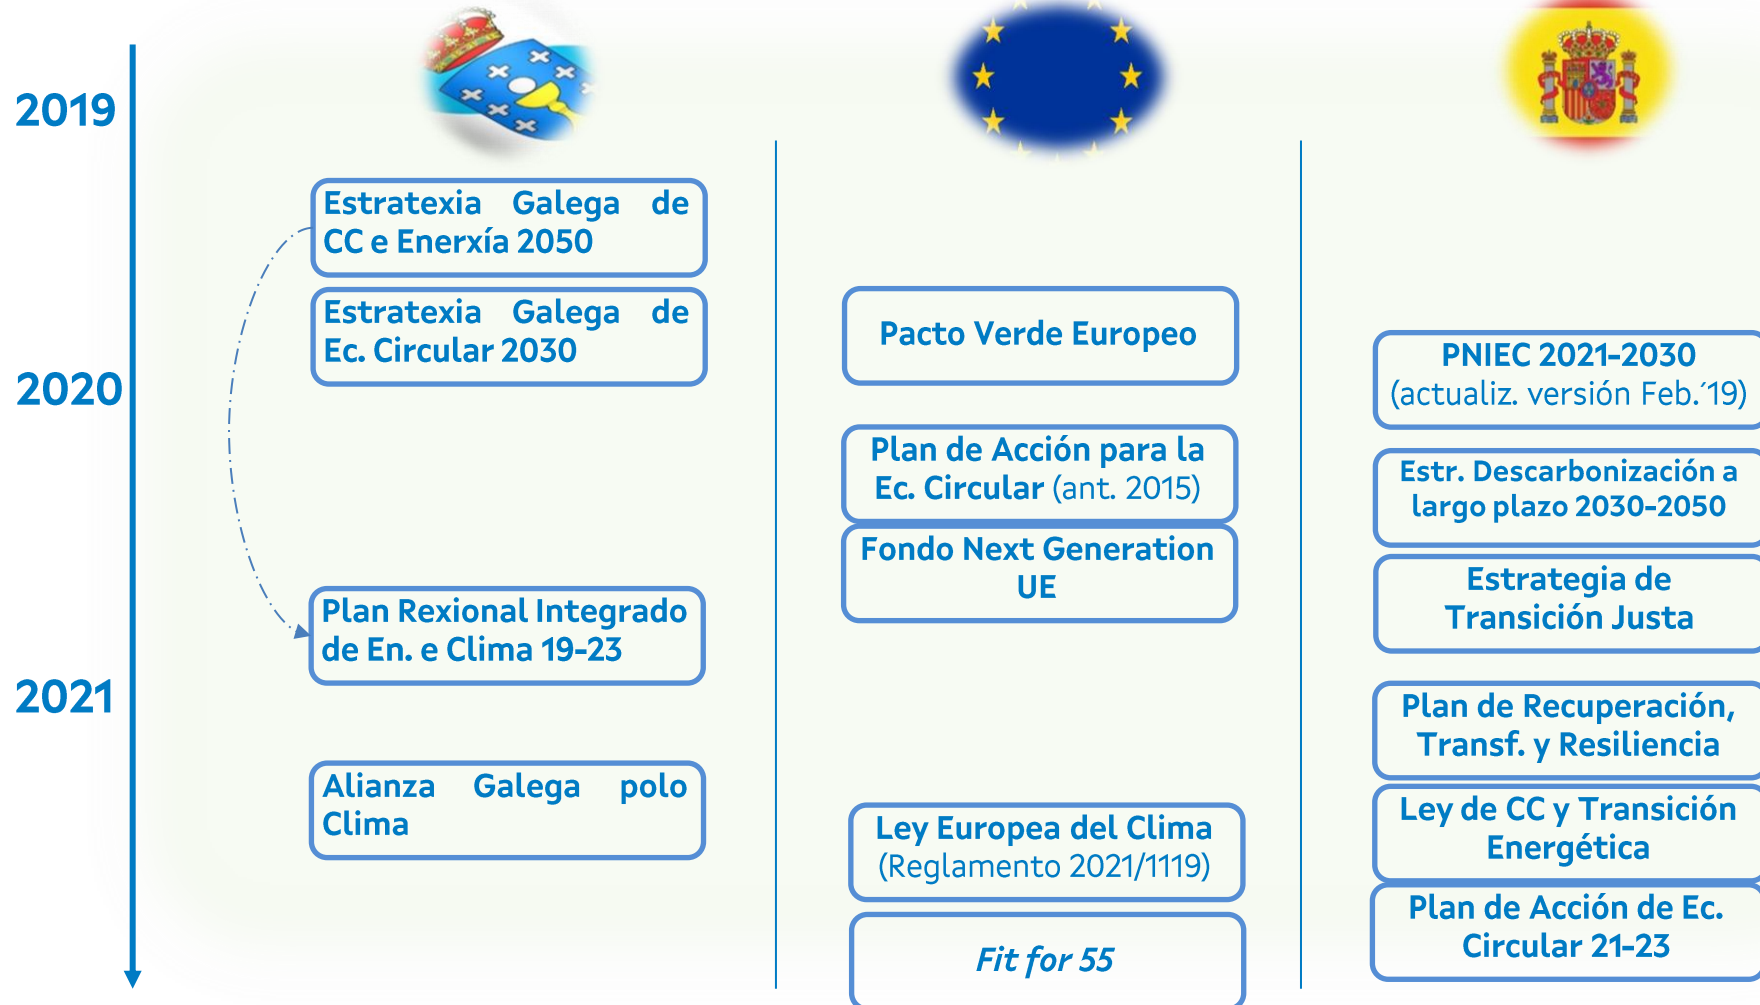 2019
2020
2021
Estratexia Galega de
CC e Enerxía 2050
Estratexia Galega de
Ec. Circular 2030
Plan Rexional Integrado
de En. e Clima 19-23
Alianza Galega polo
Clima
Pacto Verde Europeo
Plan de Acción para la
Ec. Circular (ant. 2015)
Fondo Next Generation
UE
Ley Europea del Clima
(Reglamento 2021/1119)
Fit for 55
PNIEC 2021-2030
(actualiz. versión Feb.´19)
Estr. Descarbonización a
largo plazo 2030-2050
Estrategia de
Transición Justa
Plan de Recuperación,
Transf. y Resiliencia
Ley de CC y Transición
Energética
Plan de Acción de Ec.
Circular 21-23